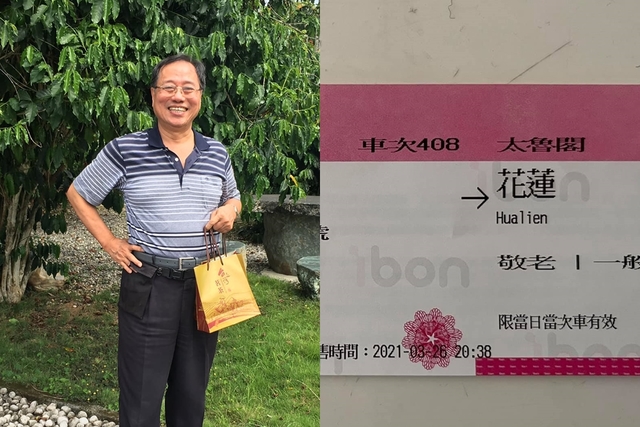 車次408 太魯閣
→ 花蓮
Hualien
號
敬老 | 一般
ibon
限當日當次車有效
售時間：2021-03-26 20:38